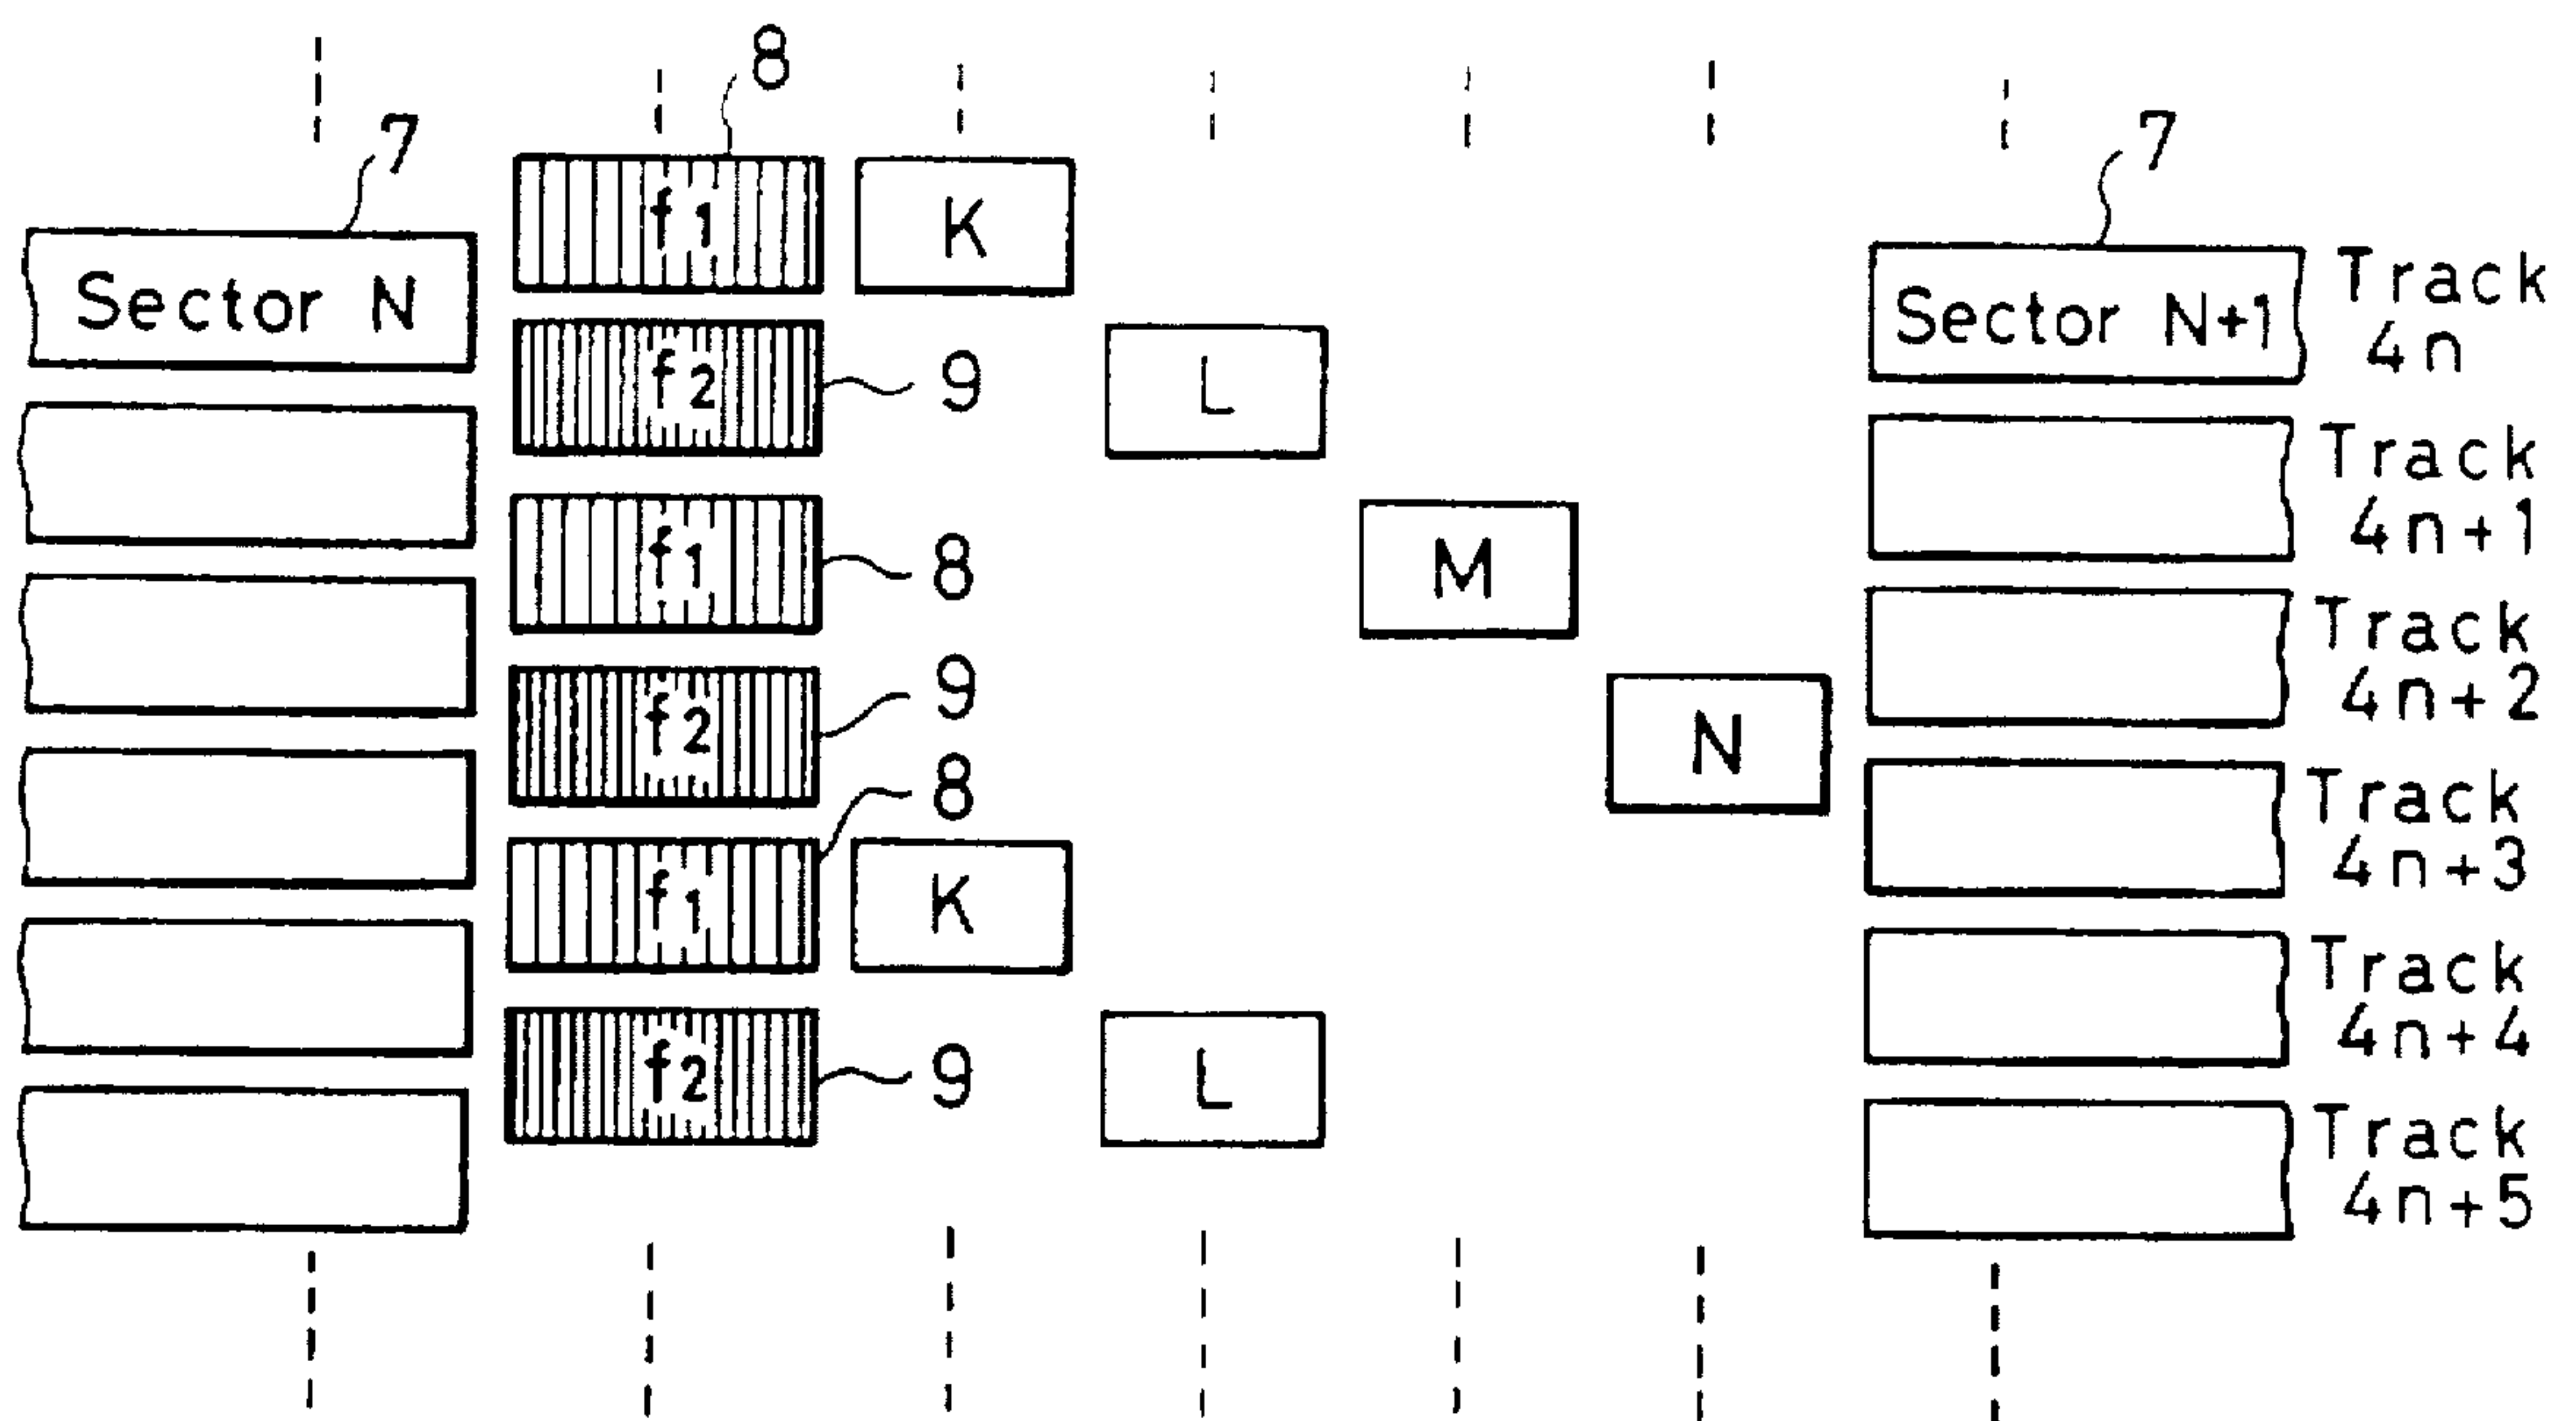 8
7
7
f1
K
Sector N
Sector N+1
Track
4n
f2
9
L
Track
4n+1
f1
8
M
Track
4n+2
f2
9
N
8
Track
4n+3
f1
K
Track
4n+4
f2
9
L
Track
4n+5